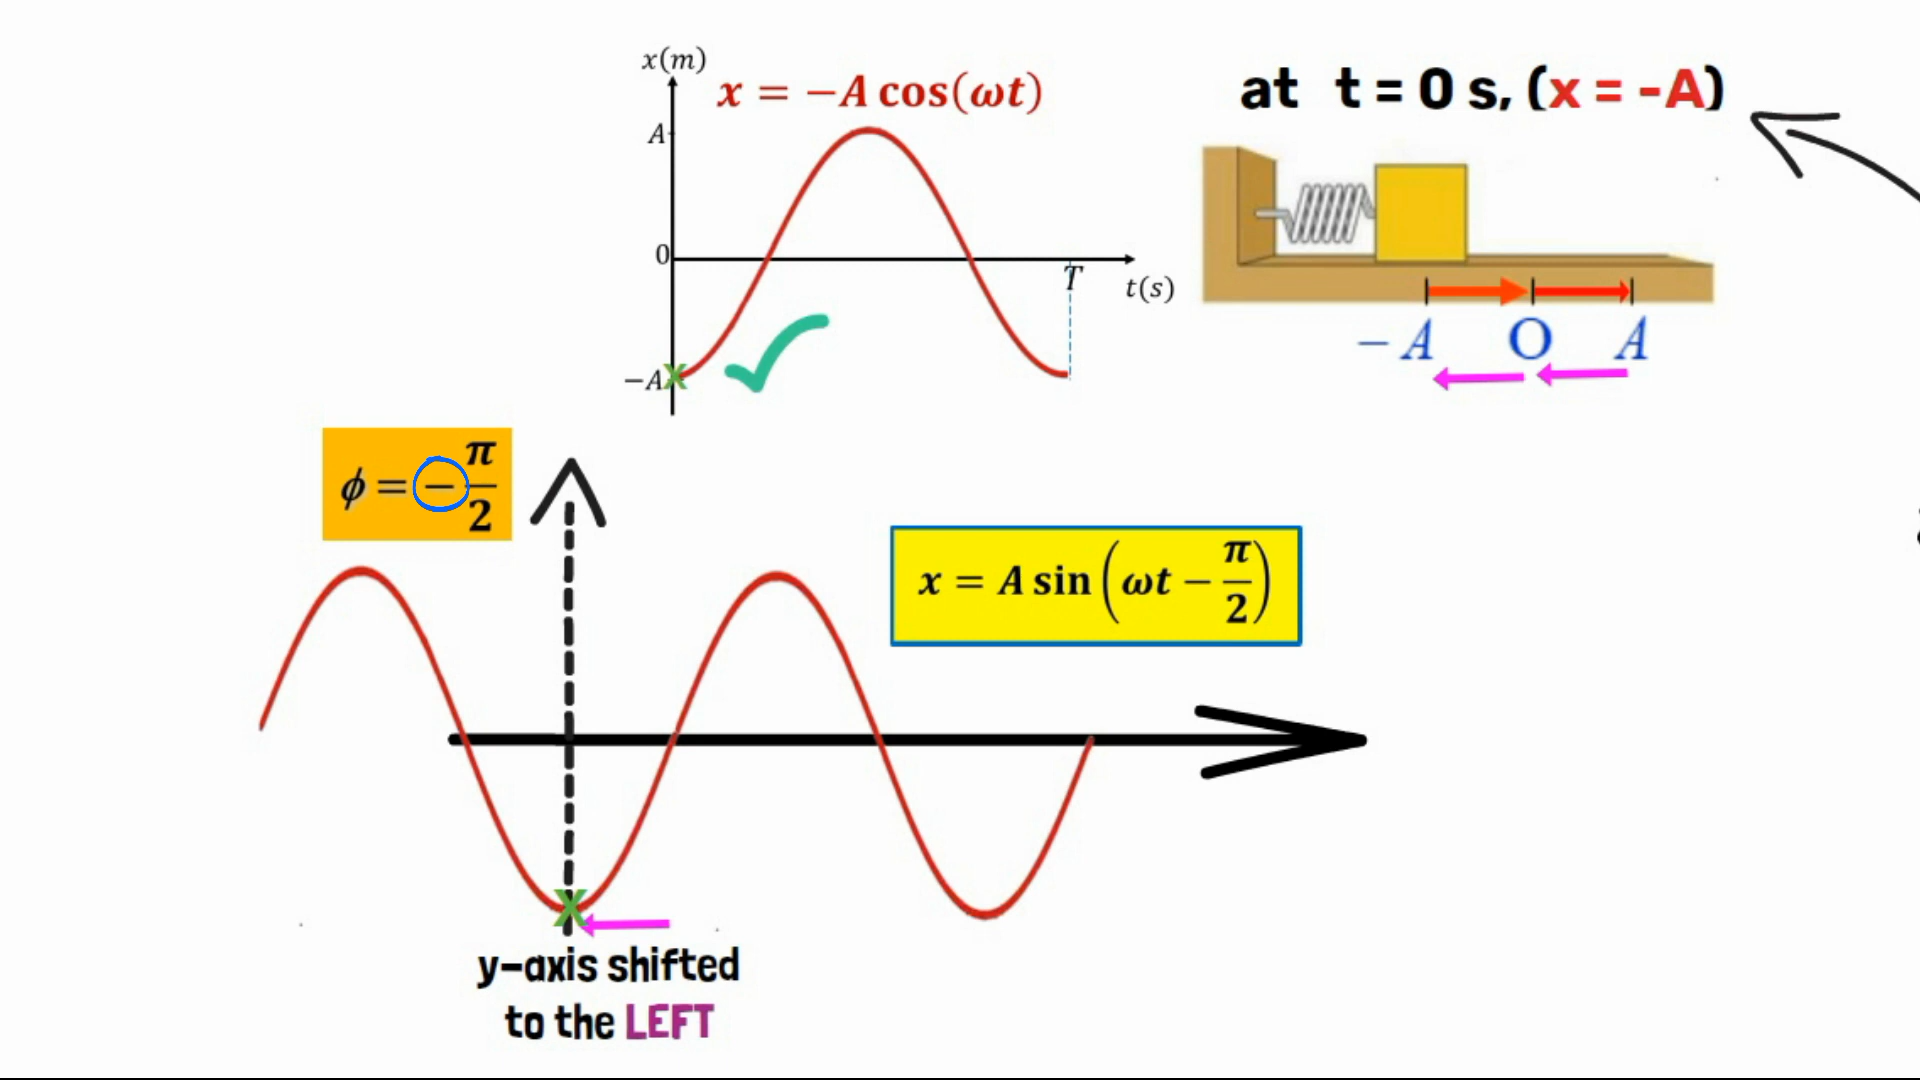 x(m)
x = −A cos(ωt)
at t = 0 s, (x = -A)
A
0
T
t(s)
−A
− A O A
ϕ = − π/2
x = A sin (ωt − π/2)
y-axis shifted
to the LEFT